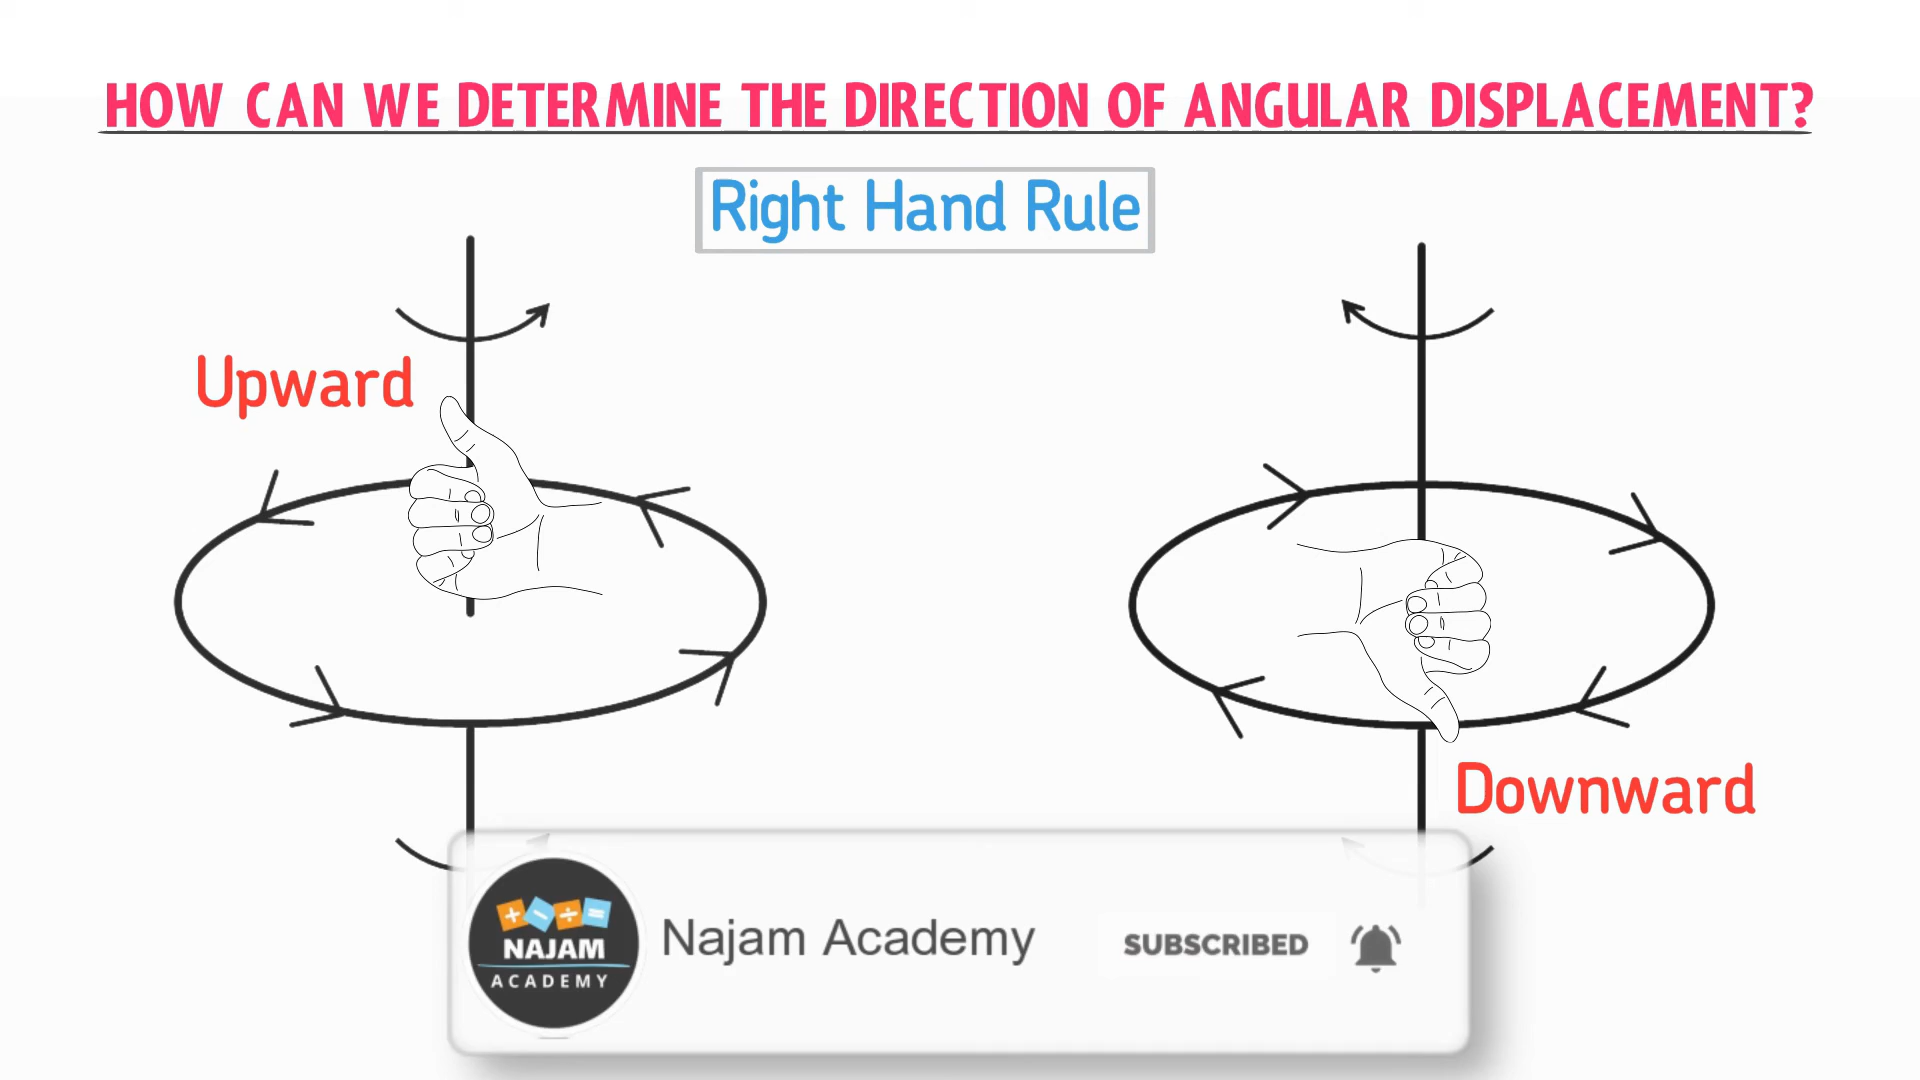 HOW CAN WE DETERMINE THE DIRECTION OF ANGULAR DISPLACEMENT?
Right Hand Rule
Upward
Downward
NAJAM
ACADEMY
Najam Academy
SUBSCRIBED